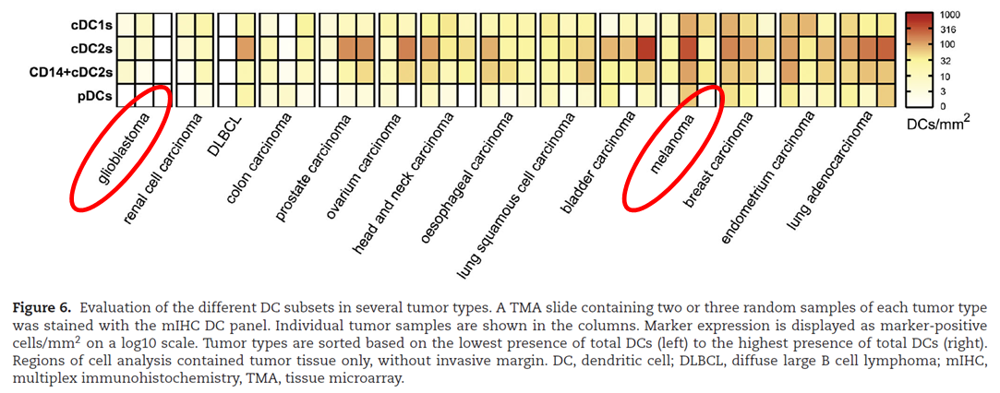 cDC1s
cDC2s
CD14+cDC2s
pDCs
1000
316
100
32
10
3
0
DCs/mm2
glioblastoma
renal cell carcinoma
DLBCL
colon carcinoma
prostate carcinoma
ovarium carcinoma
head and neck carcinoma
oesophageal carcinoma
lung squamous cell carcinoma
bladder carcinoma
melanoma
breast carcinoma
endometrium carcinoma
lung adenocarcinoma
Figure 6. Evaluation of the different DC subsets in several tumor types. A TMA slide containing two or three random samples of each tumor type
was stained with the mIHC DC panel. Individual tumor samples are shown in the columns. Marker expression is displayed as marker-positive
cells/mm2 on a log10 scale. Tumor types are sorted based on the lowest presence of total DCs (left) to the highest presence of total DCs (right).
Regions of cell analysis contained tumor tissue only, without invasive margin. DC, dendritic cell; DLBCL, diffuse large B cell lymphoma; mIHC,
multiplex immunohistochemistry, TMA, tissue microarray.